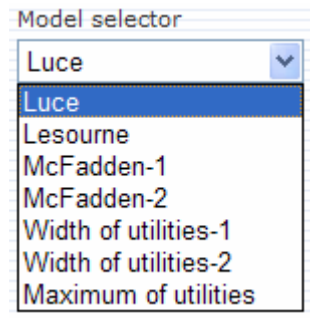 Model selector
Luce
Luce
Lesourne
McFadden-1
McFadden-2
Width of utilities-1
Width of utilities-2
Maximum of utilities